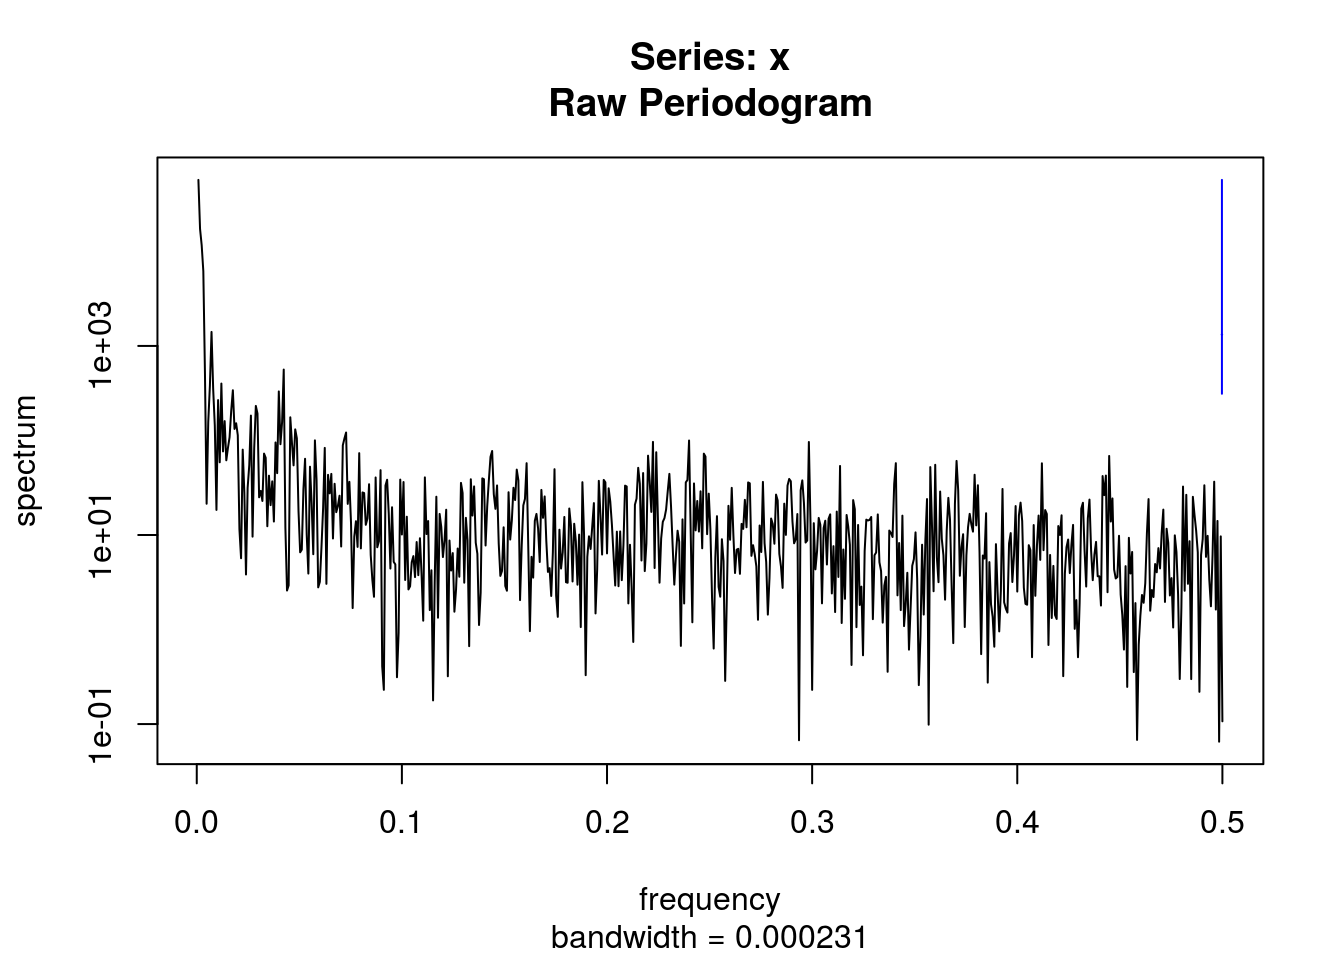 Series: x
Raw Periodogram
spectrum
1e+03
1e+01
1e-01
0.0 0.1 0.2 0.3 0.4 0.5
frequency
bandwidth = 0.000231